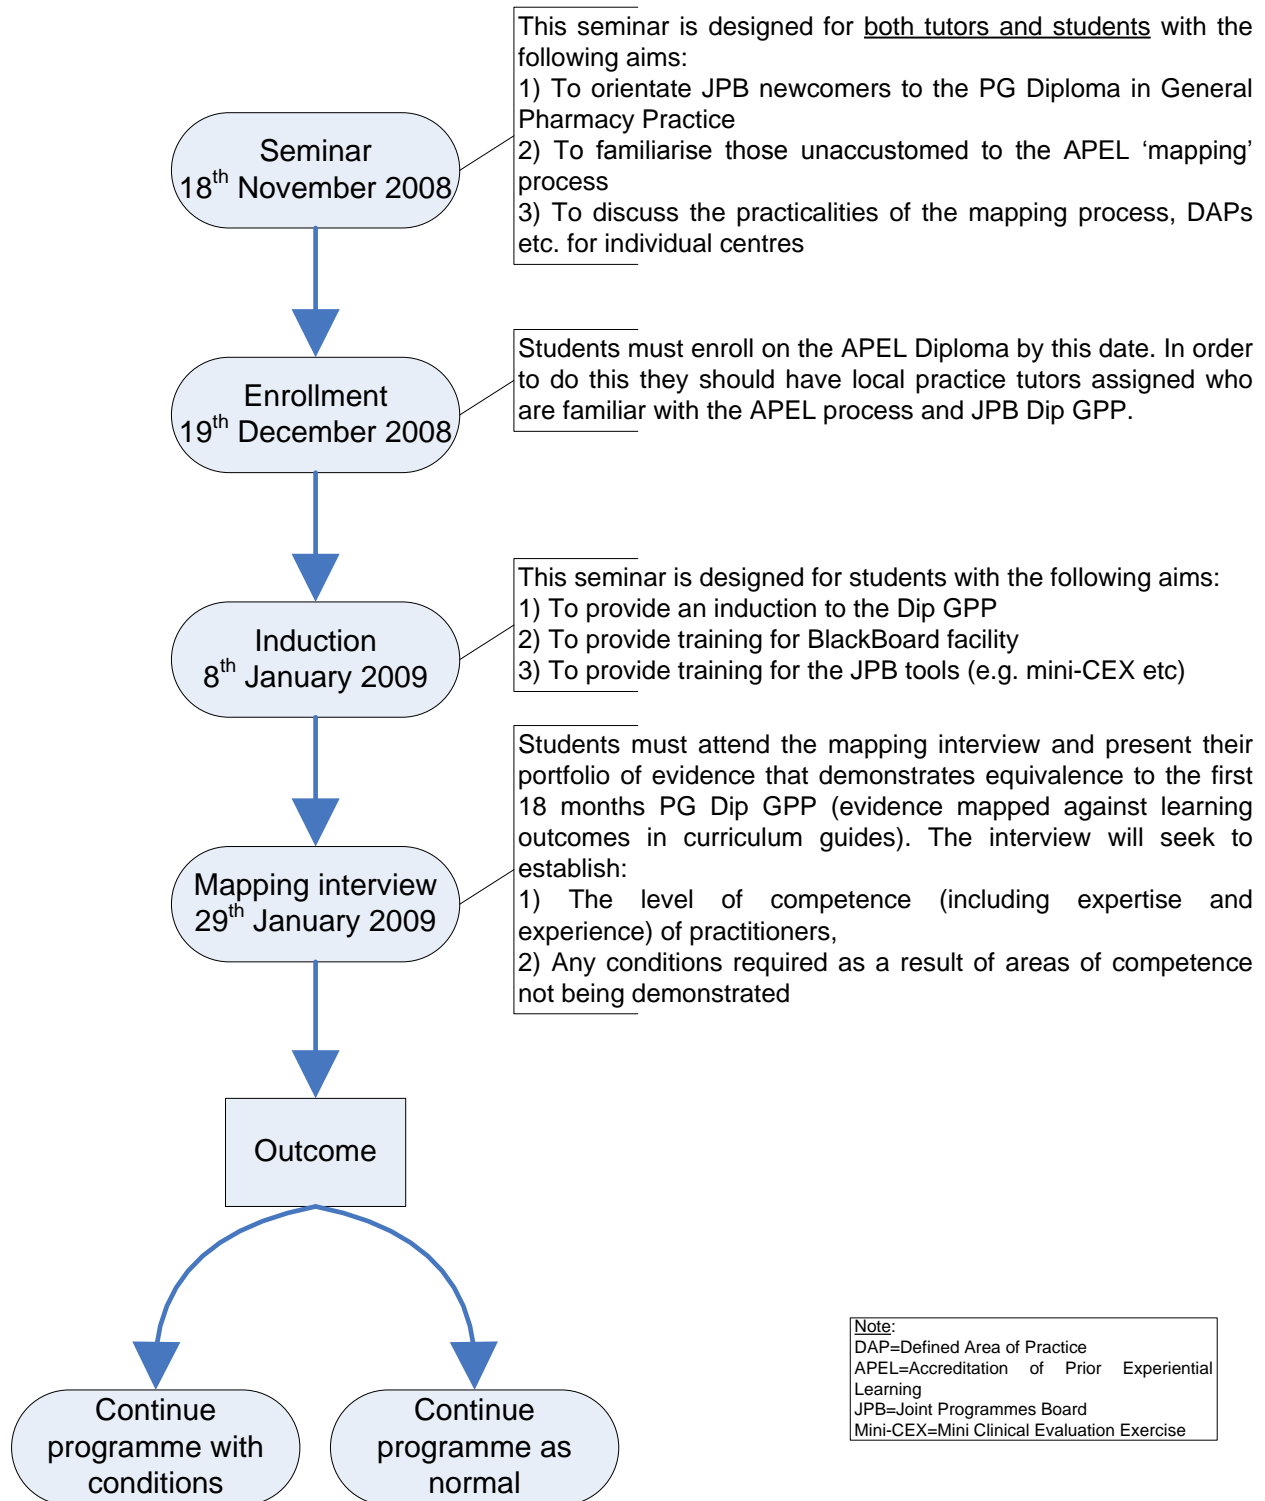 This seminar is designed for both tutors and students with the
following aims:
1) To orientate JPB newcomers to the PG Diploma in General
Pharmacy Practice
2) To familiarise those unaccustomed to the APEL ‘mapping’
process
3) To discuss the practicalities of the mapping process, DAPs
etc. for individual centres
Seminar
18th November 2008
Students must enroll on the APEL Diploma by this date. In order
to do this they should have local practice tutors assigned who
are familiar with the APEL process and JPB Dip GPP.
Enrollment
19th December 2008
This seminar is designed for students with the following aims:
1) To provide an induction to the Dip GPP
2) To provide training for BlackBoard facility
3) To provide training for the JPB tools (e.g. mini-CEX etc)
Induction
8th January 2009
Students must attend the mapping interview and present their
portfolio of evidence that demonstrates equivalence to the first
18 months PG Dip GPP (evidence mapped against learning
outcomes in curriculum guides). The interview will seek to
establish:
1) The level of competence (including expertise and
experience) of practitioners,
2) Any conditions required as a result of areas of competence
not being demonstrated
Mapping interview
29th January 2009
Outcome
Continue
programme with
conditions
Continue
programme as
normal
Note:
DAP=Defined Area of Practice
APEL=Accreditation of Prior Experiential
Learning
JPB=Joint Programmes Board
Mini-CEX=Mini Clinical Evaluation Exercise